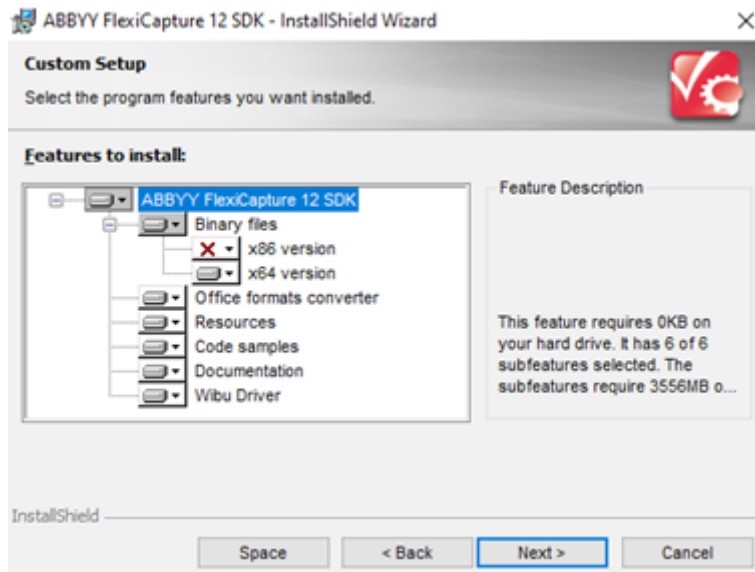 ABBYY FlexiCapture 12 SDK - InstallShield Wizard
Custom Setup
Select the program features you want installed.
Features to install:
ABBYY FlexiCapture 12 SDK
Binary files
x86 version
x64 version
Office formats converter
Resources
Code samples
Documentation
Wibu Driver
Feature Description
This feature requires 0KB on
your hard drive. It has 6 of 6
subfeatures selected. The
subfeatures require 3556MB o...
InstallShield
Space
< Back
Next >
Cancel